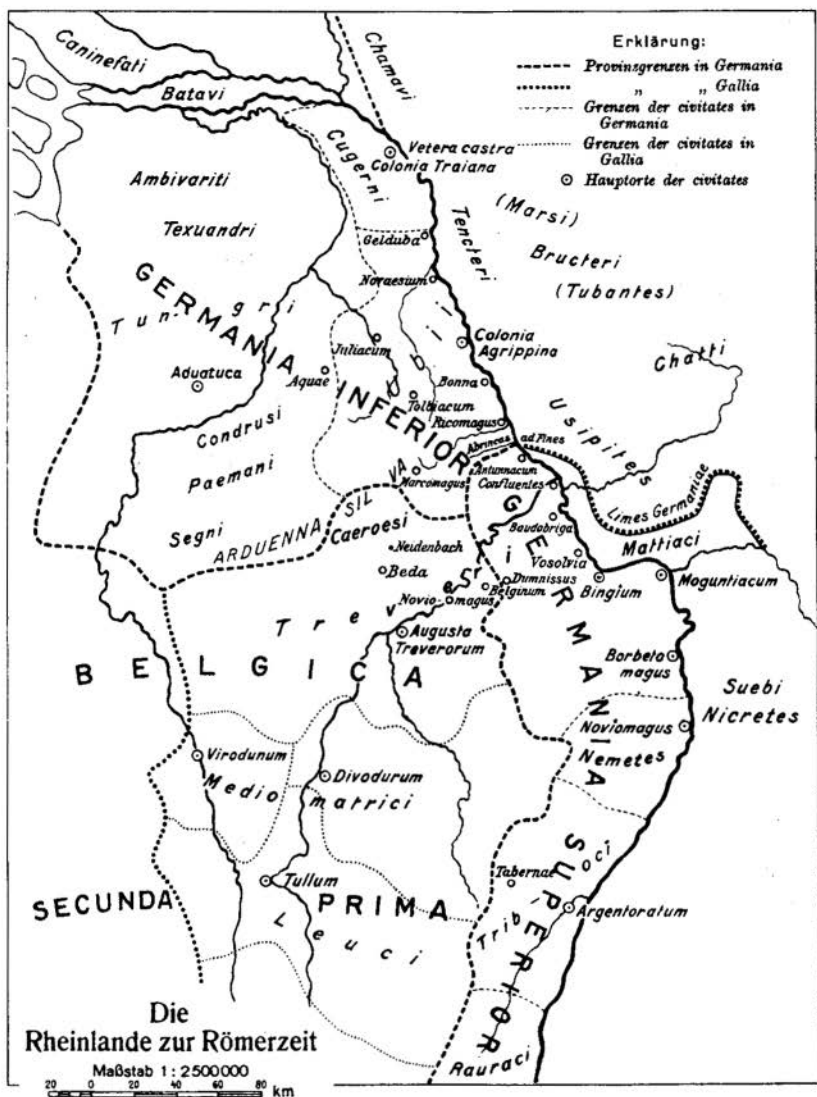 Caninefati
Chamavi
Batavi
Erklärung:
Provinzgrenzen in Germania
„ „ Gallia
Grenzen der civitates in
Germania
Grenzen der civitates in
Gallia
Hauptorte der civitates
Cugerni
Vetera castra
Colonia Traiana
Ambivariti
Texuandri
(Marsi)
Bructeri
(Tubantes)
Tencteri
Gelduba
Novaesium
GERMANIA INFERIOR
Tungri
Ubii
Juliacum
Colonia
Agrippina
Chatti
Aduatuca
Aquae
Bonna
Tolbiacum
Ricomagus
Usipites
Condrusi
Paemani
Segni
Abrincas ad Fines
Antunnacum
Confluentes
Marcomagus
ARDUENNA SILVA
Caeroesi
Limes Germaniae
Baudobriga
Mattiaci
Vosolvia
Neidenbach
Beda
Dumnissus
Belginum
Bingium
Moguntiacum
Novio-magus
Treveri
Augusta
Treverorum
GERMANIA SUPERIOR
Borbetomagus
Suebi
Nicretes
BELGICA
Noviomagus
Nemetes
Virodunum
Divodurum
Mediomatrici
Tabernae
Triboci
Tullum
SECUNDA
PRIMA
Argentoratum
Leuci
Rauraci
Die
Rheinlande zur Römerzeit
Maßstab 1 : 2500000
20 0 20 40 60 80 km